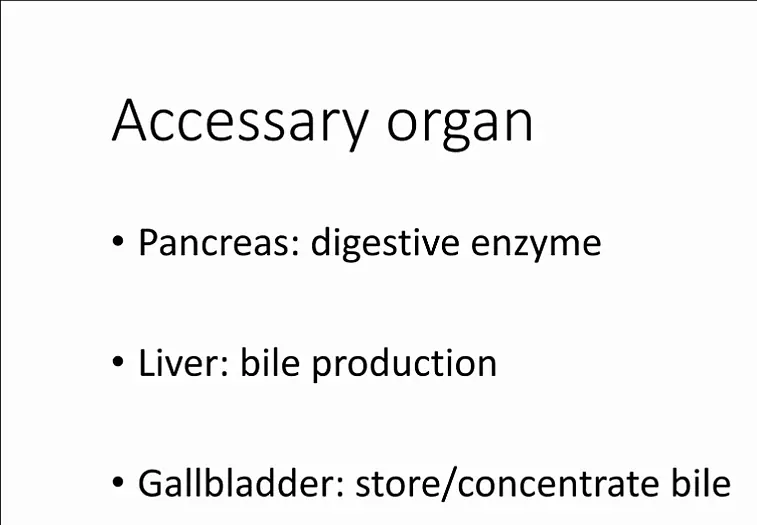 Accessary organ
• Pancreas: digestive enzyme
• Liver: bile production
• Gallbladder: store/concentrate bile